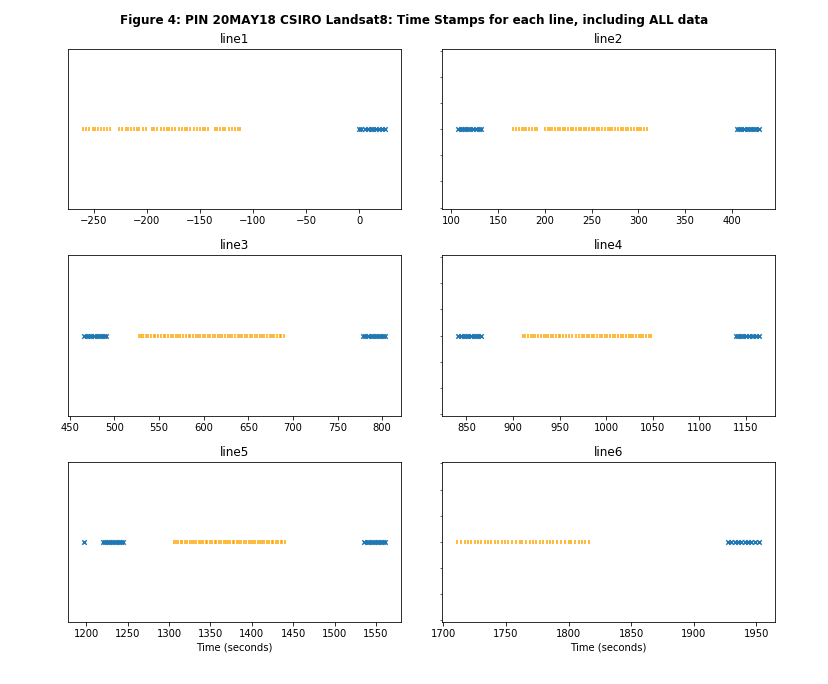 Figure 4: PIN 20MAY18 CSIRO Landsat8: Time Stamps for each line, including ALL data
line1
line2
−250 −200 −150 −100 −50 0
100 150 200 250 300 350 400
line3
line4
450 500 550 600 650 700 750 800
850 900 950 1000 1050 1100 1150
line5
line6
1200 1250 1300 1350 1400 1450 1500 1550
1700 1750 1800 1850 1900 1950
Time (seconds)
Time (seconds)